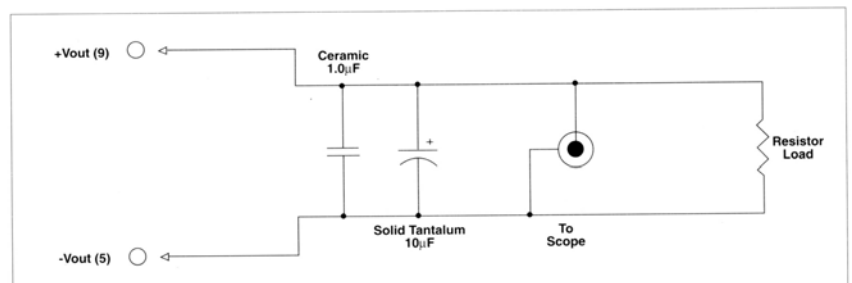 +Vout (9)
Ceramic
1.0µF
+
Resistor
Load
Solid Tantalum
10µF
To
Scope
-Vout (5)